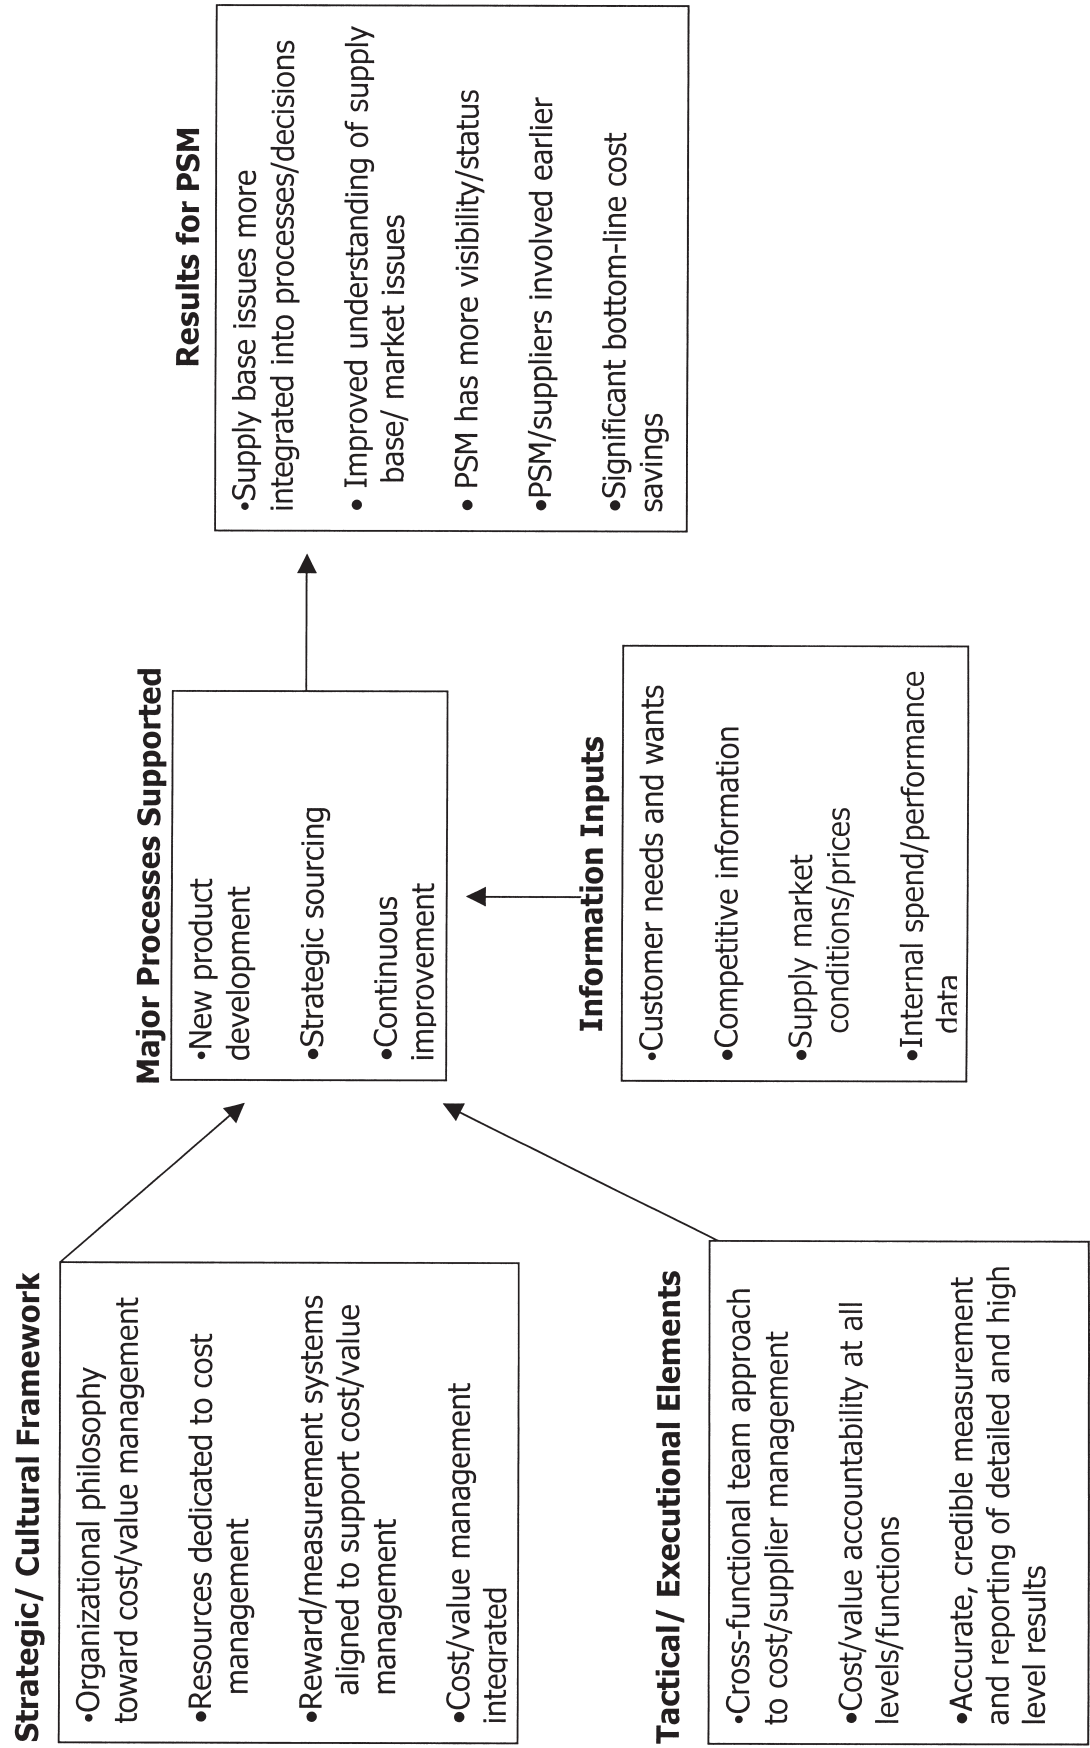 Strategic/ Cultural Framework
•Organizational philosophy
toward cost/value management
•Resources dedicated to cost
management
•Reward/measurement systems
aligned to support cost/value
management
•Cost/value management
integrated
Tactical/ Executional Elements
•Cross-functional team approach
to cost/supplier management
•Cost/value accountability at all
levels/functions
•Accurate, credible measurement
and reporting of detailed and high
level results
Major Processes Supported
•New product
development
•Strategic sourcing
•Continuous
improvement
Information Inputs
•Customer needs and wants
•Competitive information
•Supply market
conditions/prices
•Internal spend/performance
data
Results for PSM
•Supply base issues more
integrated into processes/decisions
• Improved understanding of supply
base/ market issues
• PSM has more visibility/status
•PSM/suppliers involved earlier
•Significant bottom-line cost
savings